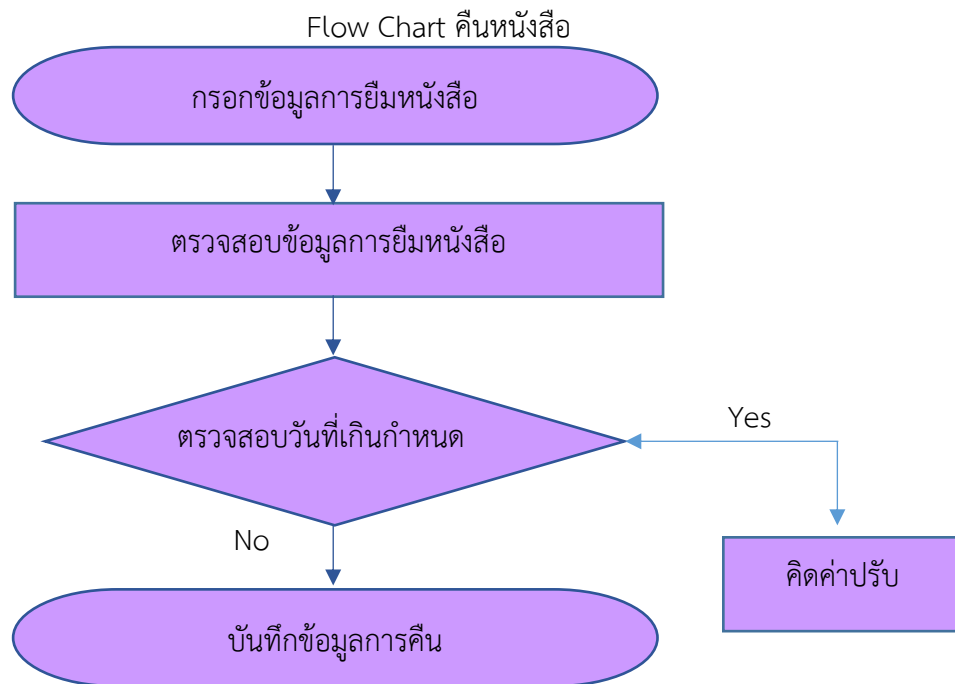 Flow Chart คืนหนังสือ
กรอกข้อมูลการยืมหนังสือ
ตรวจสอบข้อมูลการยืมหนังสือ
ตรวจสอบวันที่เกินกำหนด
Yes
No
คิดค่าปรับ
บันทึกข้อมูลการคืน